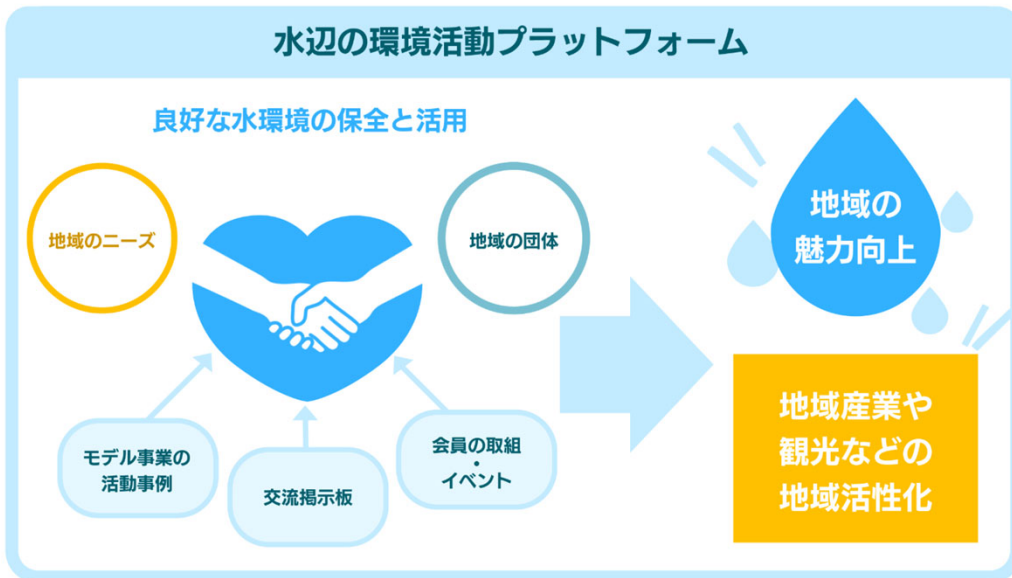 水辺の環境活動プラットフォーム
良好な水環境の保全と活用
地域のニーズ
地域の団体
モデル事業の
活動事例
交流掲示板
会員の取組
・
イベント
地域の
魅力向上
地域産業や
観光などの
地域活性化